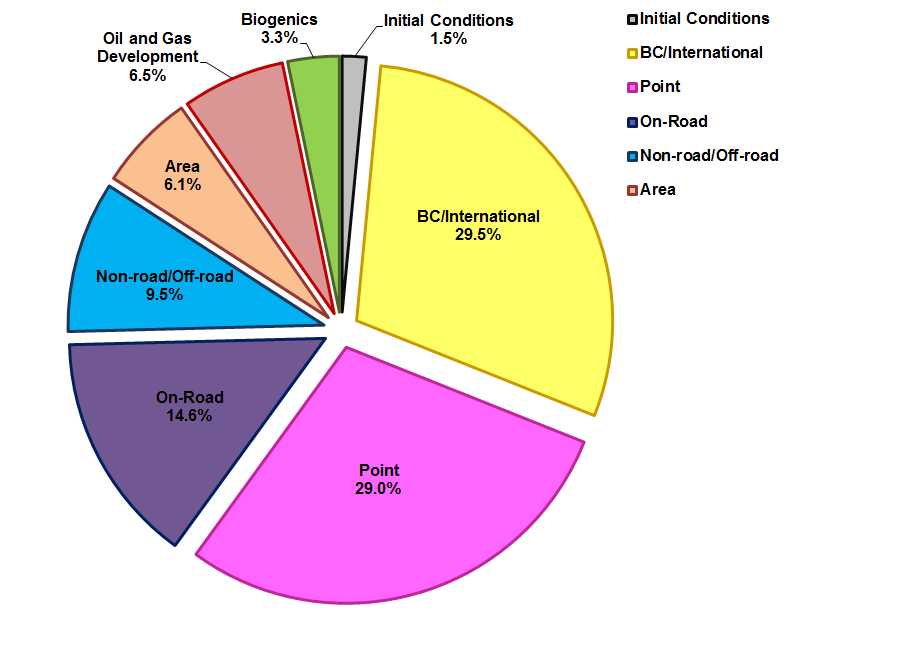 Biogenics
3.3%
Initial Conditions
1.5%
Oil and Gas
Development
6.5%
Area
6.1%
BC/International
29.5%
Non-road/Off-road
9.5%
On-Road
14.6%
Point
29.0%
Initial Conditions
BC/International
Point
On-Road
Non-road/Off-road
Area